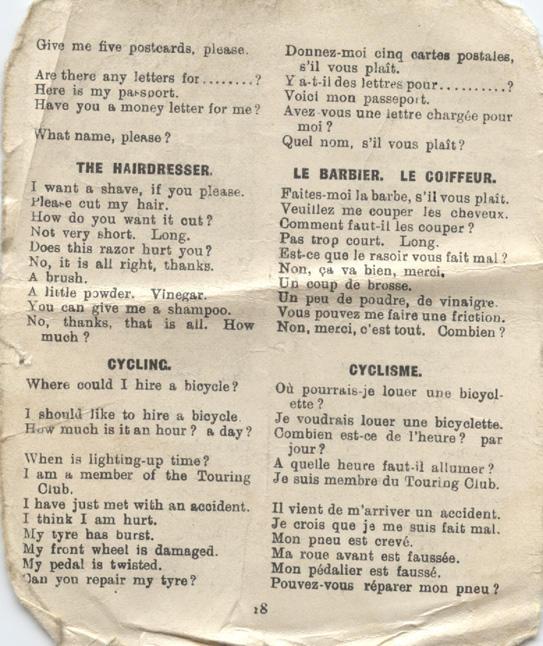 Give me five postcards, please.
Are there any letters for........?
Here is my passport.
Have you a money letter for me?
What name, please?
THE HAIRDRESSER.
I want a shave, if you please.
Please cut my hair.
How do you want it cut?
Not very short. Long.
Does this razor hurt you?
No, it is all right, thanks.
A brush.
A little powder. Vinegar.
You can give me a shampoo.
No, thanks, that is all. How
much?
CYCLING.
Where could I hire a bicycle?
I should like to hire a bicycle.
How much is it an hour? a day?
When is lighting-up time?
I am a member of the Touring
Club.
I have just met with an accident.
I think I am hurt.
My tyre has burst.
My front wheel is damaged.
My pedal is twisted.
Can you repair my tyre?
Donnez-moi cinq cartes postales,
s'il vous plaît.
Y a-t-il des lettres pour..........?
Voici mon passeport.
Avez-vous une lettre chargée pour
moi?
Quel nom, s'il vous plaît?
LE BARBIER. LE COIFFEUR.
Faites-moi la barbe, s'il vous plaît.
Veuillez me couper les cheveux.
Comment faut-il les couper?
Pas trop court. Long.
Est-ce que le rasoir vous fait mal?
Non, ça va bien, merci.
Un coup de brosse.
Un peu de poudre, de vinaigre.
Vous pouvez me faire une friction.
Non, merci, c'est tout. Combien?
CYCLISME.
Où pourrais-je louer une bicycl-
ette?
Je voudrais louer une bicyclette.
Combien est-ce de l'heure? par
jour?
A quelle heure faut-il allumer?
Je suis membre du Touring Club.
Il vient de m'arriver un accident.
Je crois que je me suis fait mal.
Mon pneu est crevé.
Ma roue avant est faussée.
Mon pédalier est faussé.
Pouvez-vous réparer mon pneu?
18